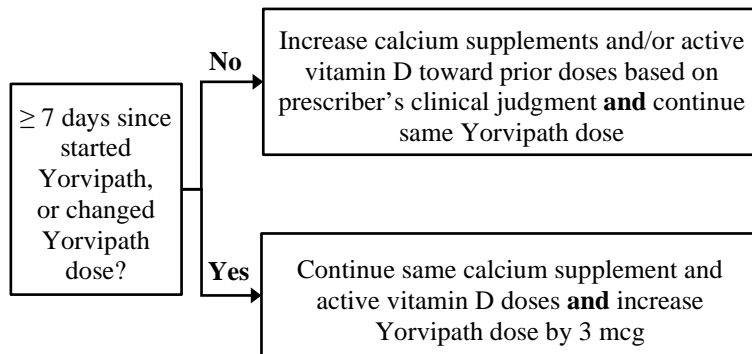 ≥ 7 days since
started
Yorvipath,
or changed
Yorvipath
dose?
No
Increase calcium supplements and/or active
vitamin D toward prior doses based on
prescriber’s clinical judgment and continue
same Yorvipath dose
Yes
Continue same calcium supplement and
active vitamin D doses and increase
Yorvipath dose by 3 mcg